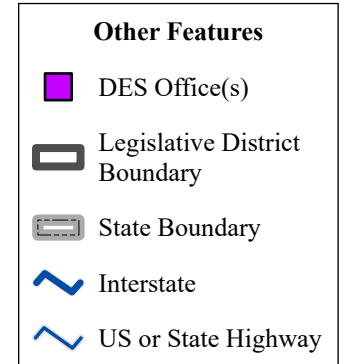 Other Features
DES Office(s)
Legislative District
Boundary
State Boundary
Interstate
US or State Highway